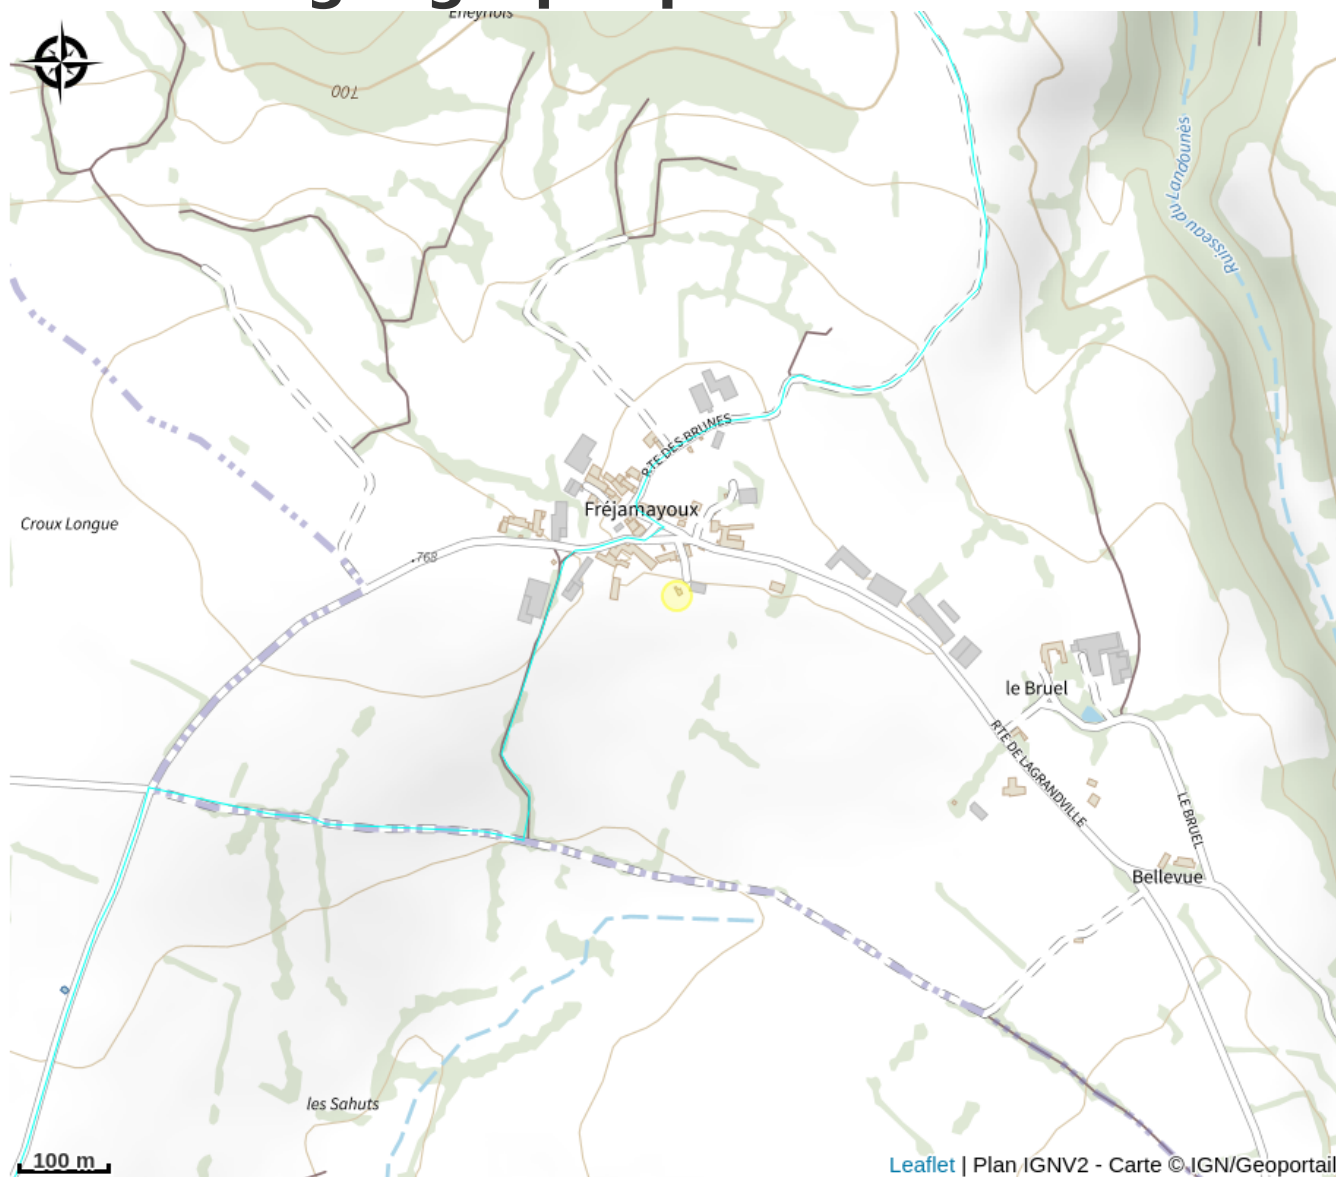 700
Ruisseau du Landounès
RTE DES BRUNES
Fréjamayoux
Croux Longue
.768
le Bruel
RTE DE LAGRANDVILLE
LE BRUEL
Bellevue
les Sahuts
100 m
Leaflet | Plan IGNV2 - Carte © IGN/Geoportail